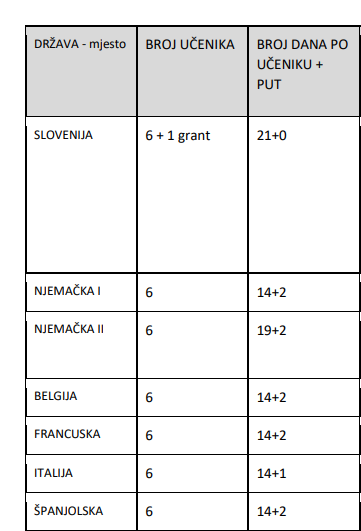 DRŽAVA - mjesto BROJ UČENIKA BROJ DANA PO
UČENIKU +
PUT
SLOVENIJA 6 + 1 grant 21+0
NJEMAČKA I 6 14+2
NJEMAČKA II 6 19+2
BELGIJA 6 14+2
FRANCUSKA 6 14+2
ITALIJA 6 14+1
ŠPANJOLSKA 6 14+2